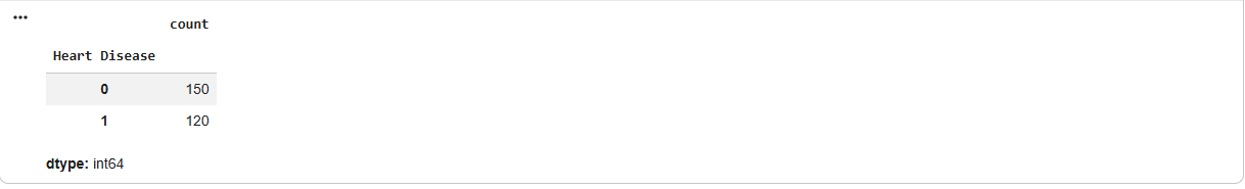 count
Heart Disease
0 150
1 120
dtype: int64